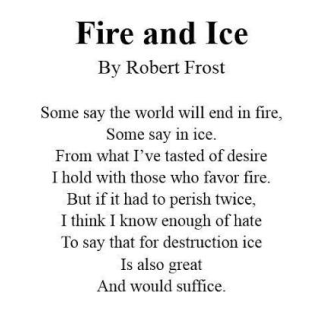 Fire and Ice
By Robert Frost
Some say the world will end in fire,
Some say in ice.
From what I've tasted of desire
I hold with those who favor fire.
But if it had to perish twice,
I think I know enough of hate
To say that for destruction ice
Is also great
And would suffice.